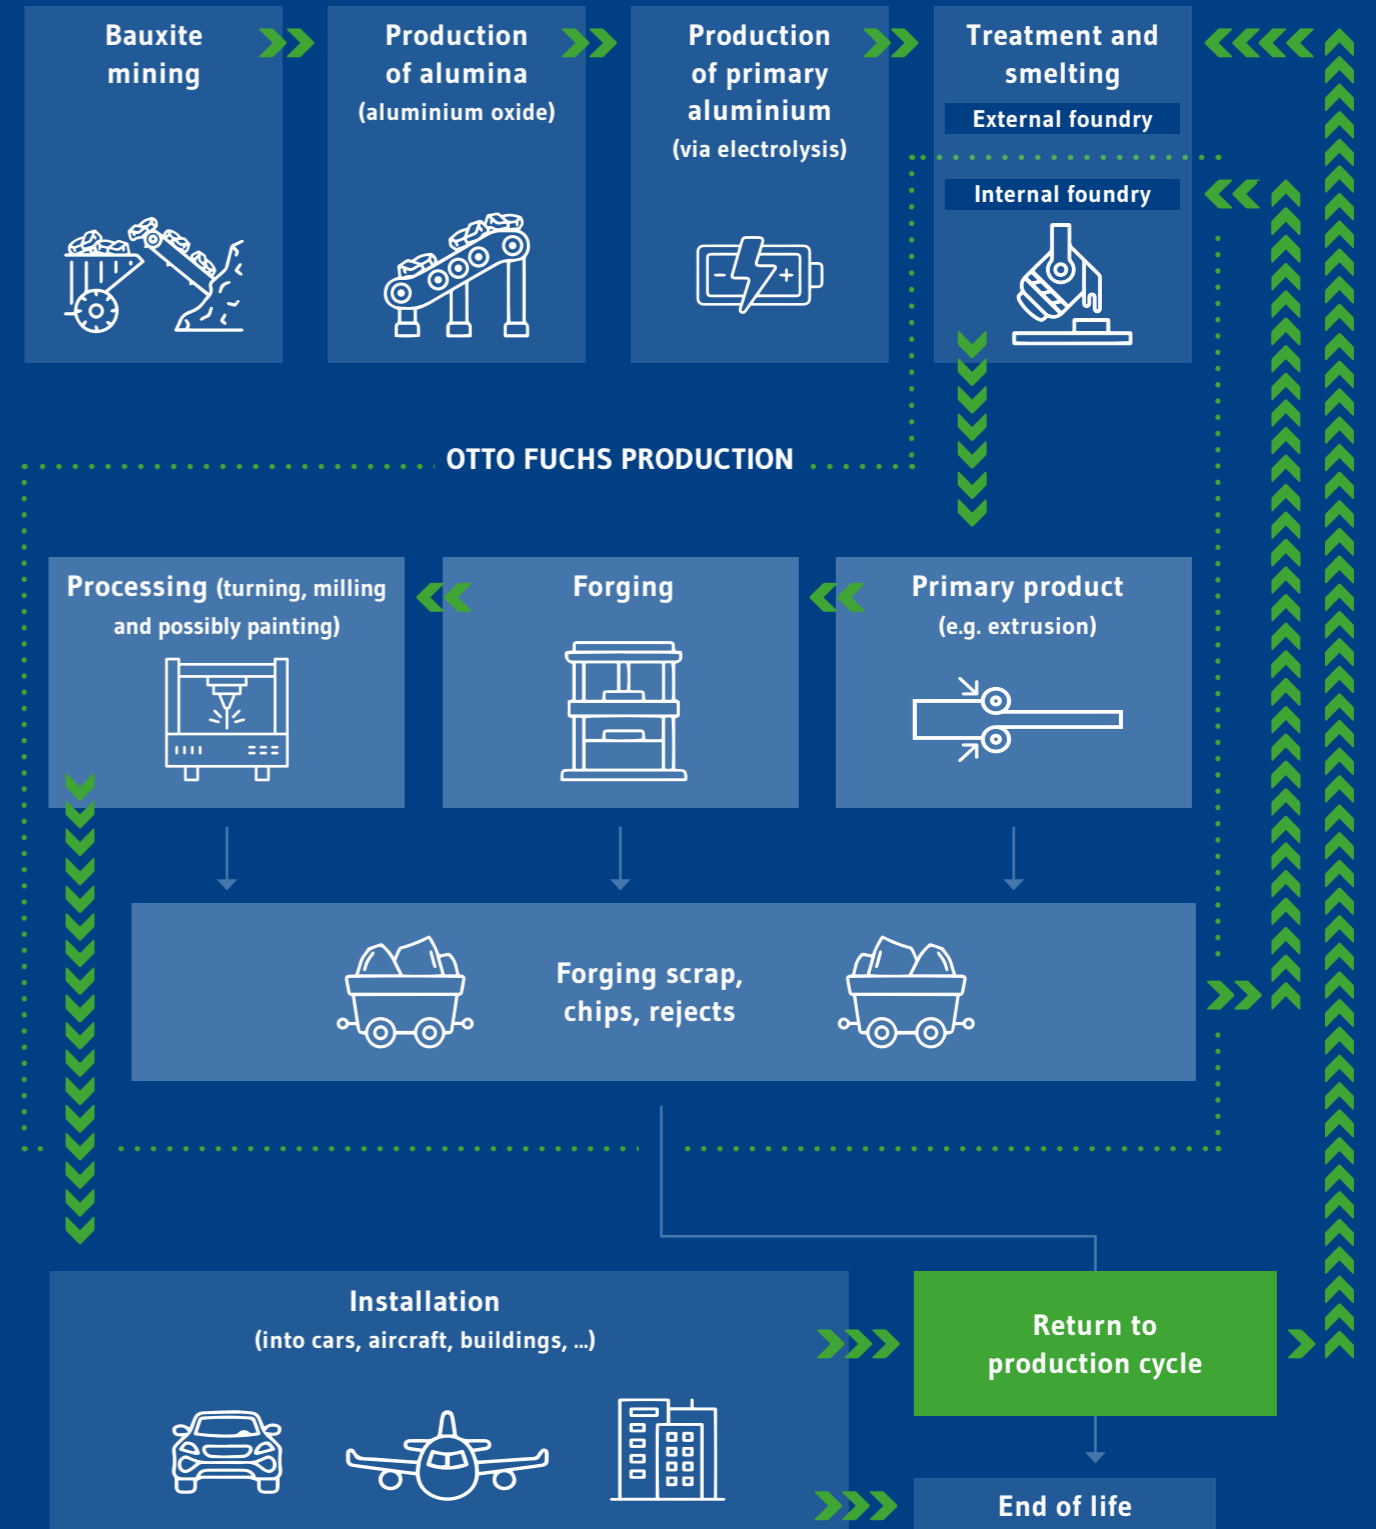 Bauxite
mining
Production
of alumina
(aluminium oxide)
Production
of primary
aluminium
(via electrolysis)
Treatment and
smelting
External foundry
Internal foundry
OTTO FUCHS PRODUCTION
Processing (turning, milling
and possibly painting)
Forging
Primary product
(e.g. extrusion)
Forging scrap,
chips, rejects
Installation
(into cars, aircraft, buildings, ...)
Return to
production cycle
End of life